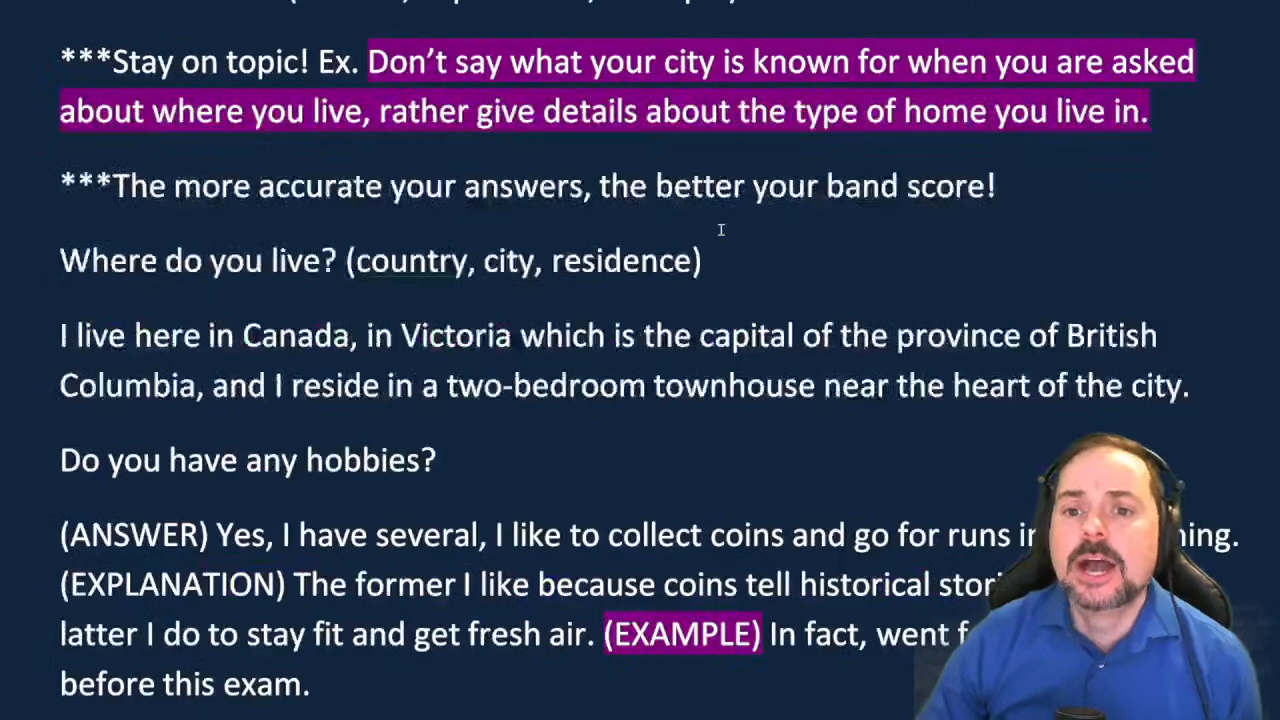 ***Stay on topic! Ex. Don’t say what your city is known for when you are asked
about where you live, rather give details about the type of home you live in.
***The more accurate your answers, the better your band score!
Where do you live? (country, city, residence)
I live here in Canada, in Victoria which is the capital of the province of British
Columbia, and I reside in a two-bedroom townhouse near the heart of the city.
Do you have any hobbies?
(ANSWER) Yes, I have several, I like to collect coins and go for runs
(EXPLANATION) The former I like because coins tell historical
latter I do to stay fit and get fresh air. (EXAMPLE) In fact, went
before this exam.